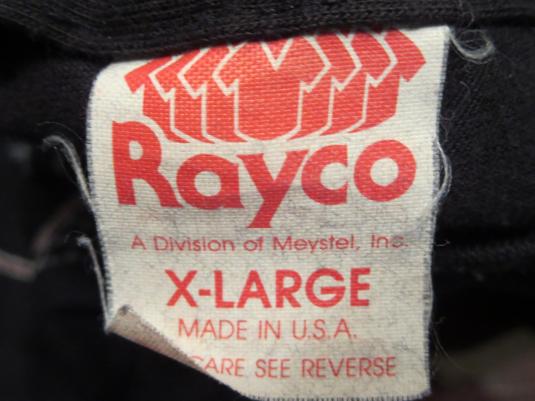 Rayco
A Division of Meystel, Inc.
X-LARGE
MADE IN U.S.A.
CARE SEE REVERSE